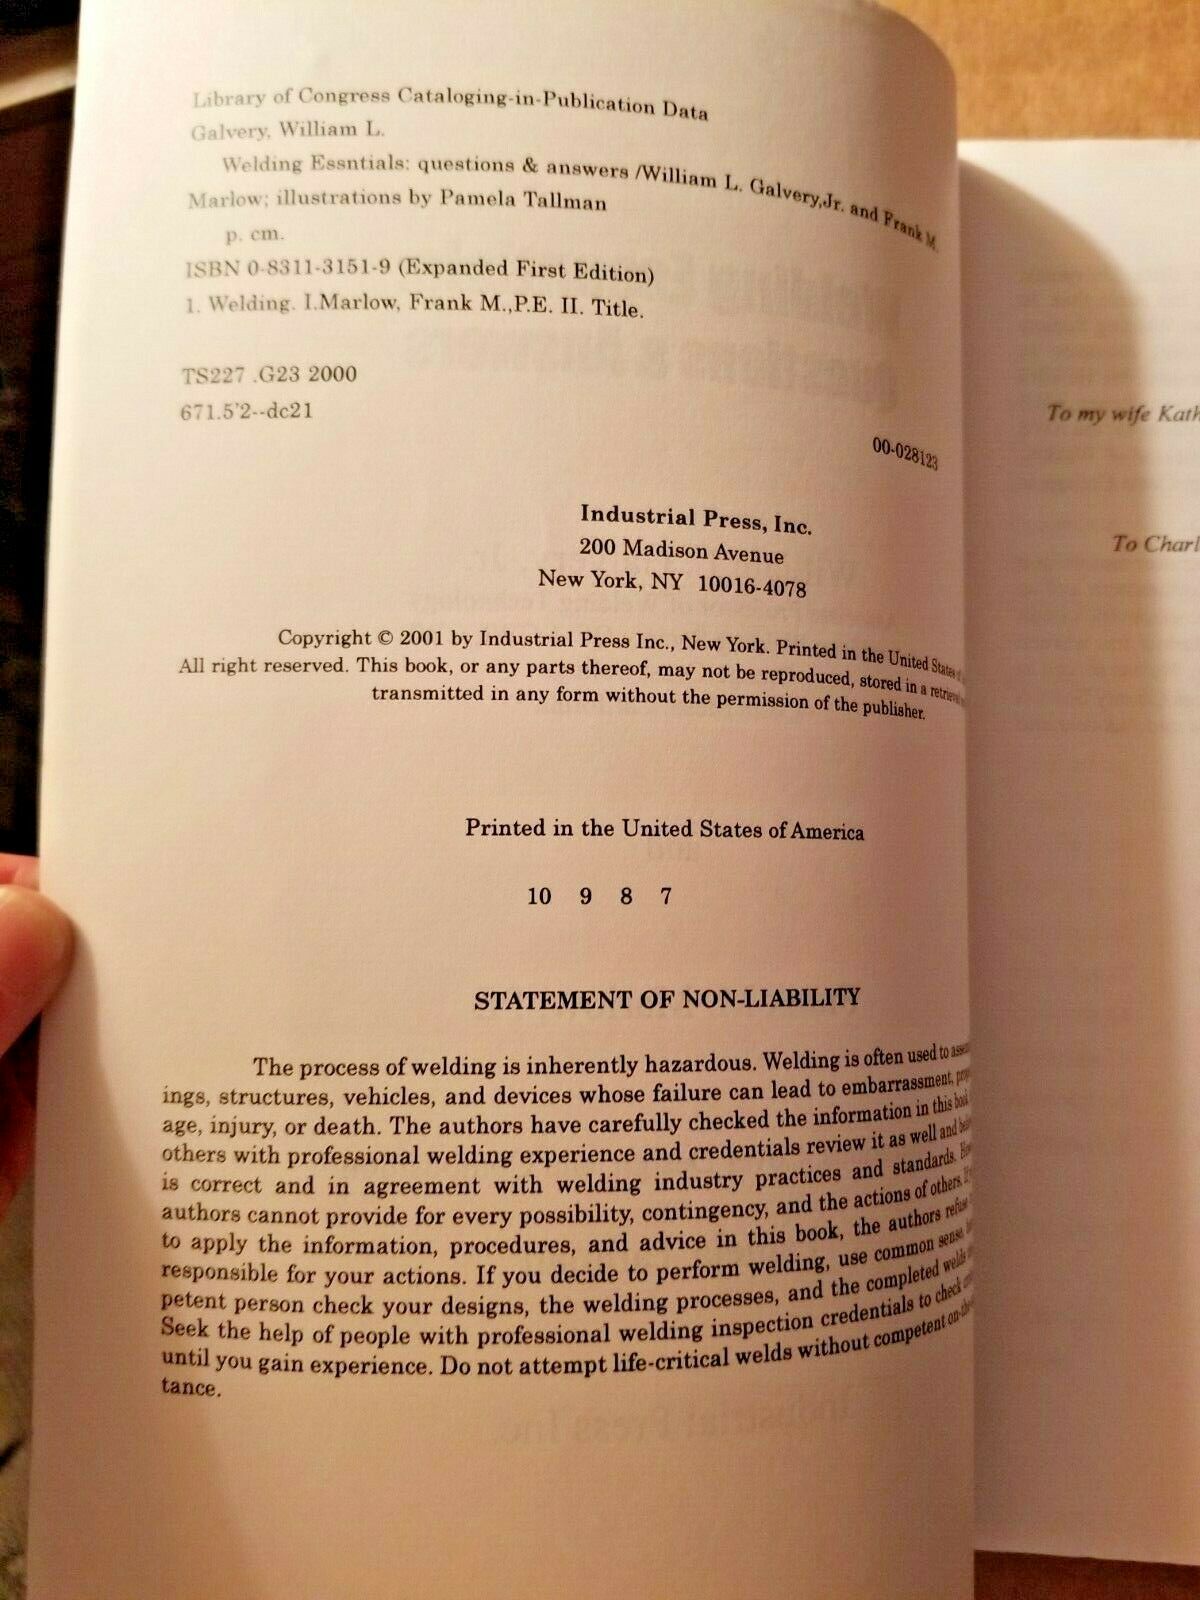 Library of Congress Cataloging-in-Publication Data
Galvery, William L.
Welding Essntials: questions & answers /William L. Galvery,Jr. and Frank M.
Marlow; illustrations by Pamela Tallman
p. cm.
ISBN 0-8311-3151-9 (Expanded First Edition)
1. Welding. I.Marlow, Frank M.,P.E. II. Title.
TS227 .G23 2000
671.5'2--dc21
00-028123
Industrial Press, Inc.
200 Madison Avenue
New York, NY 10016-4078
Copyright © 2001 by Industrial Press Inc., New York. Printed in the United States
All right reserved. This book, or any parts thereof, may not be reproduced, stored in a
transmitted in any form without the permission of the publisher.
Printed in the United States of America
10 9 8 7
STATEMENT OF NON-LIABILITY
The process of welding is inherently hazardous. Welding is often used to
ings, structures, vehicles, and devices whose failure can lead to embarrassment,
age, injury, or death. The authors have carefully checked the information in this book
others with professional welding experience and credentials review it as well and
is correct and in agreement with welding industry practices and standards.
authors cannot provide for every possibility, contingency, and the actions of others.
to apply the information, procedures, and advice in this book, the authors refuse
responsible for your actions. If you decide to perform welding, use common sense,
petent person check your designs, the welding processes, and the completed welds
Seek the help of people with professional welding inspection credentials to check
until you gain experience. Do not attempt life-critical welds without competent
tance.
To my wife
To